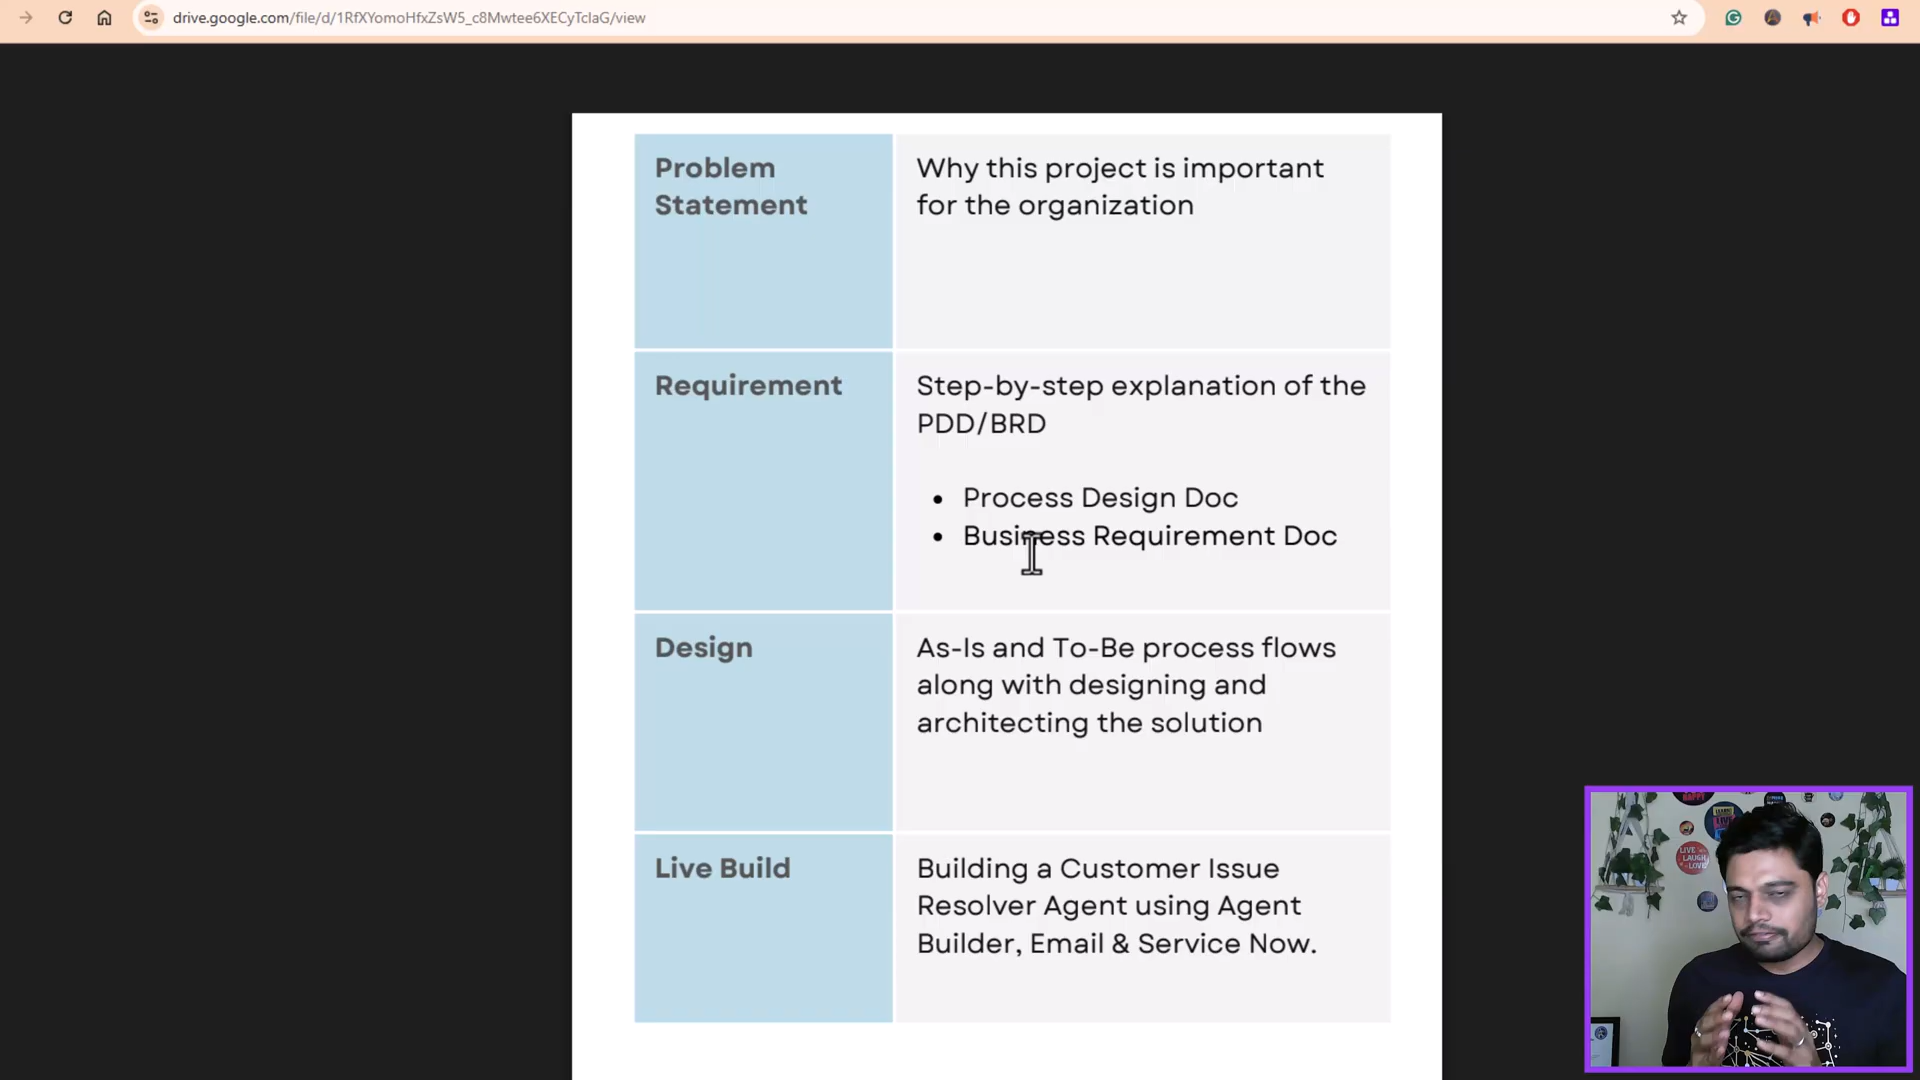 drive.google.com/file/d/1RfXYomoHfxZsW5_c8Mwtee6XECyTclaG/view
Problem
Statement
Why this project is important
for the organization
Requirement
Step-by-step explanation of the
PDD/BRD
• Process Design Doc
• Business Requirement Doc
Design
As-Is and To-Be process flows
along with designing and
architecting the solution
Live Build
Building a Customer Issue
Resolver Agent using Agent
Builder, Email & Service Now.
LIVE
LAUGH
LOVE